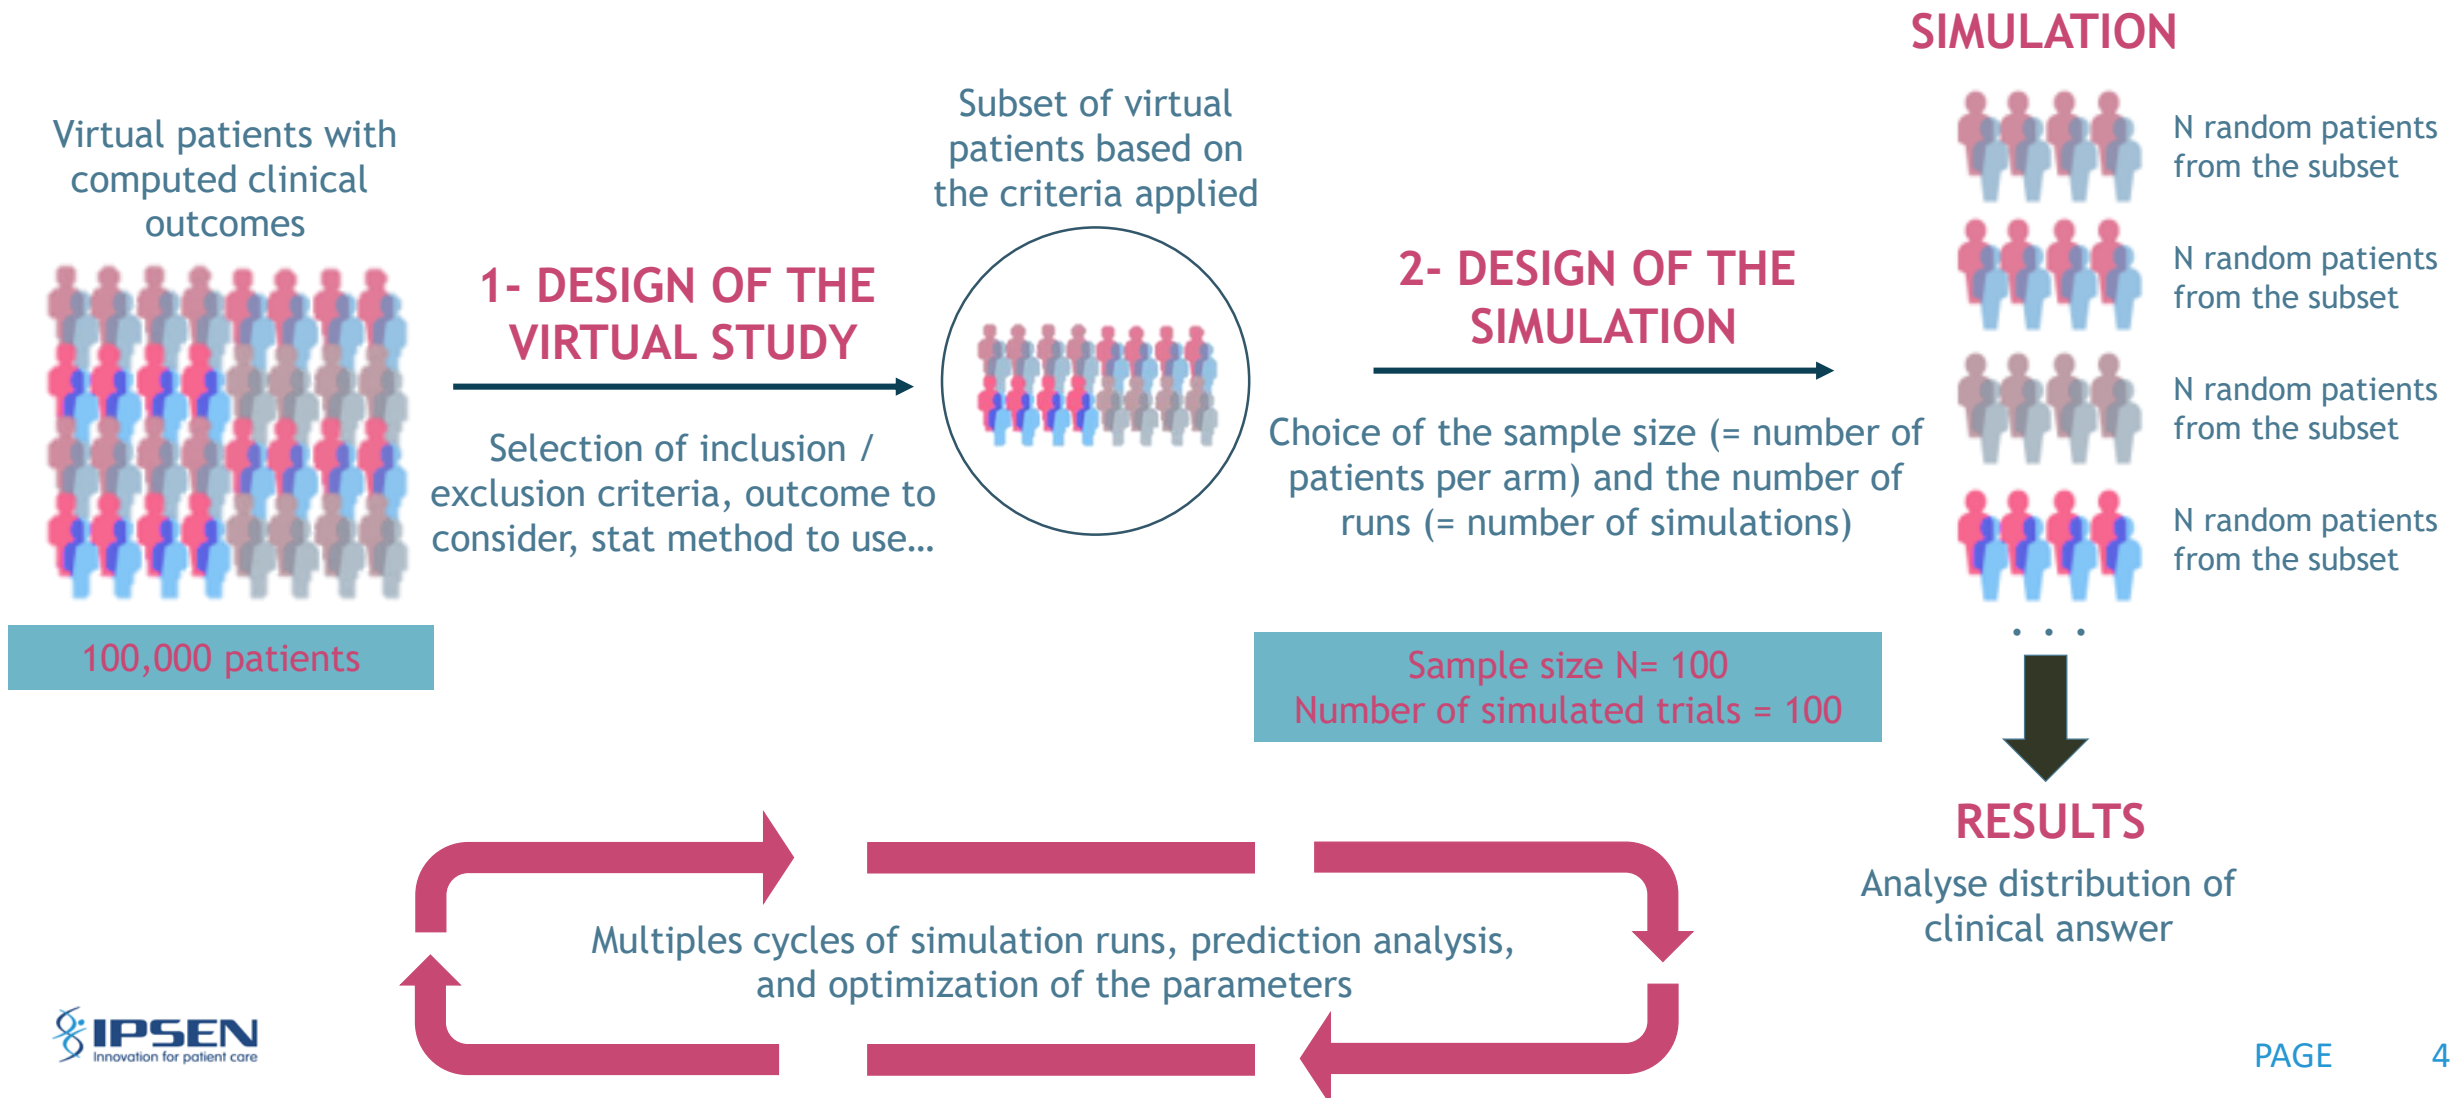 Virtual patients with
computed clinical
outcomes
100,000 patients
1- DESIGN OF THE
VIRTUAL STUDY
Selection of inclusion /
exclusion criteria, outcome to
consider, stat method to use…
Subset of virtual
patients based on
the criteria applied
2- DESIGN OF THE
SIMULATION
Choice of the sample size (= number of
patients per arm) and the number of
runs (= number of simulations)
Sample size N= 100
Number of simulated trials = 100
SIMULATION
N random patients
from the subset
N random patients
from the subset
N random patients
from the subset
N random patients
from the subset
. . .
RESULTS
Analyse distribution of
clinical answer
Multiples cycles of simulation runs, prediction analysis,
and optimization of the parameters
IPSEN
Innovation for patient care
PAGE 4